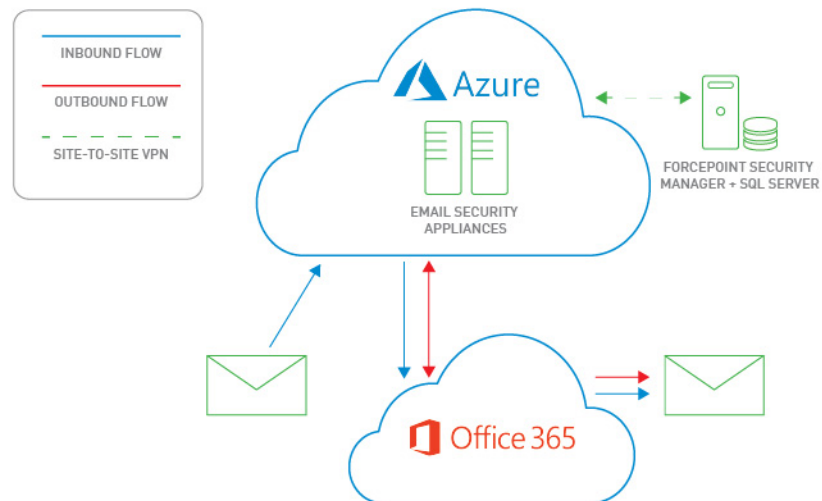 INBOUND FLOW
OUTBOUND FLOW
SITE-TO-SITE VPN
Azure
EMAIL SECURITY
APPLIANCES
FORCEPOINT SECURITY
MANAGER + SQL SERVER
Office 365